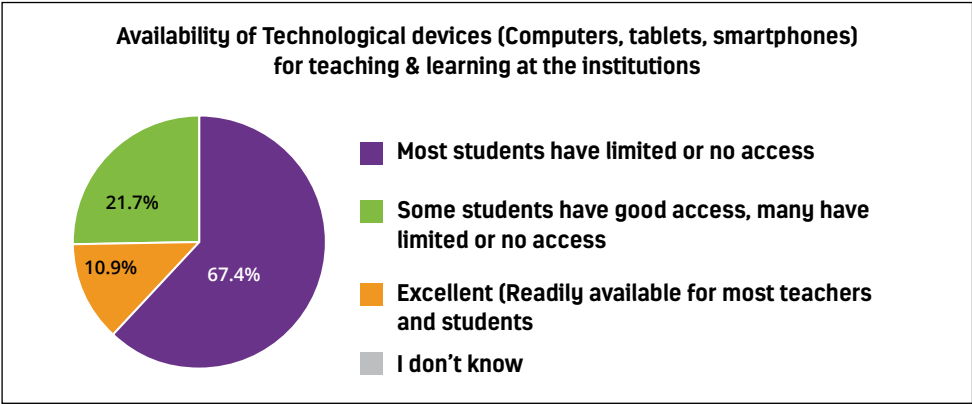 Availability of Technological devices (Computers, tablets, smartphones)
for teaching & learning at the institutions
21.7%
10.9%
67.4%
Most students have limited or no access
Some students have good access, many have
limited or no access
Excellent (Readily available for most teachers
and students
I don't know